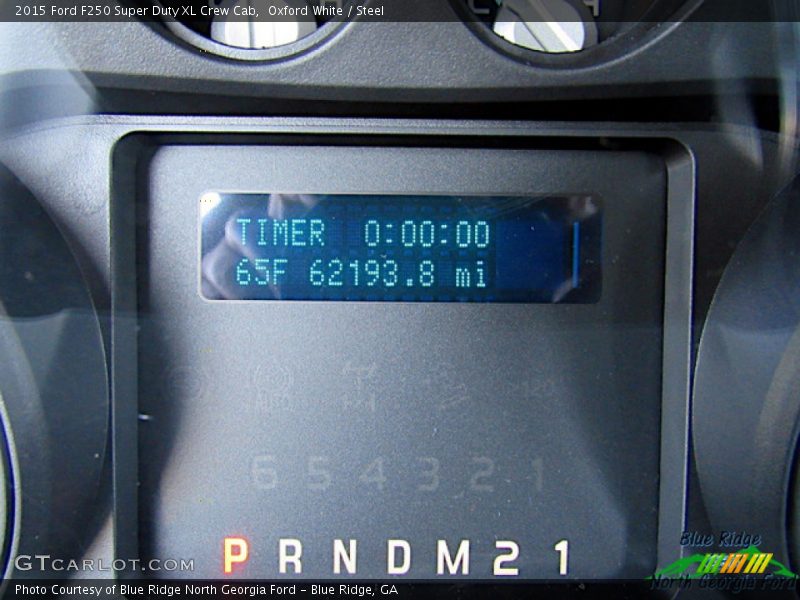 2015 Ford F250 Super Duty XL Crew Cab,  Oxford White / Steel
TIMER 0:00:00
65F 62193.8 mi
6 5 4 3 2 1
P R N D M 2 1
Blue Ridge
North Georgia Ford
GTCARLOT.COM
Photo Courtesy of Blue Ridge North Georgia Ford - Blue Ridge, GA